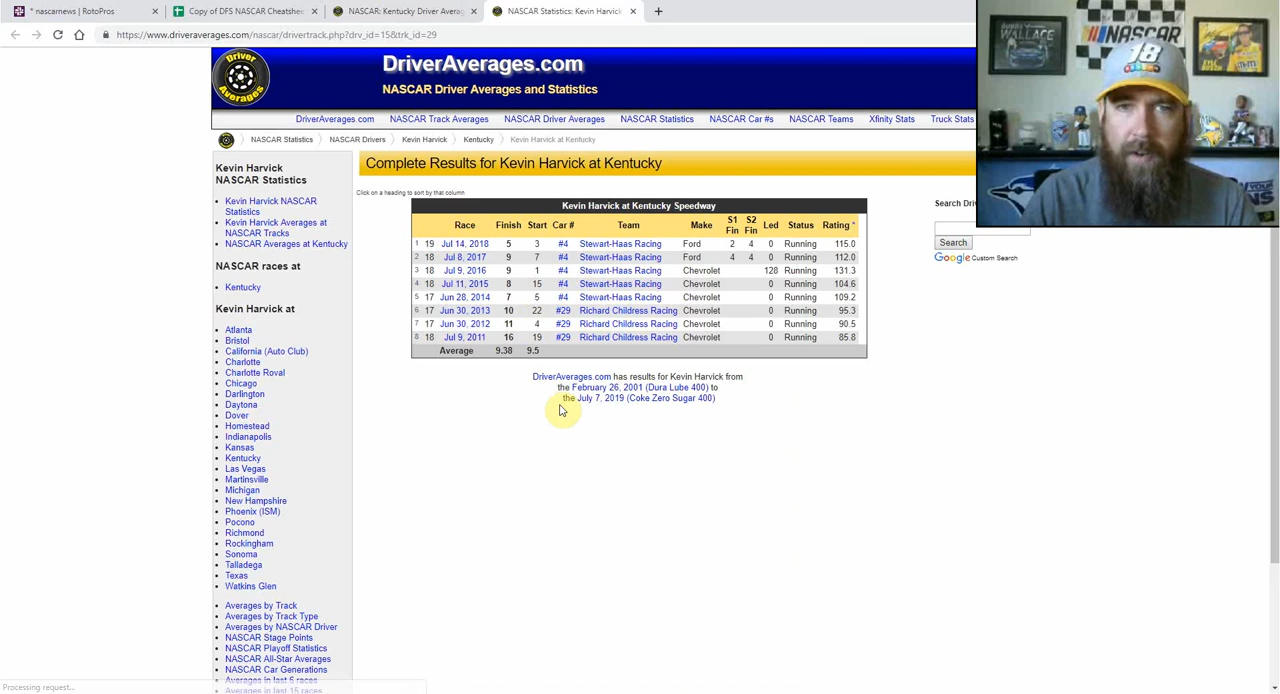 * nascarnews | RotoPros
Copy of DFS NASCAR Cheatshee
NASCAR: Kentucky Driver Averag
NASCAR Statistics: Kevin Harvick
https://www.driveraverages.com/nascar/drivertrack.php?drv_id=15&trk_id=29
Driver Averages
DriverAverages.com
NASCAR Driver Averages and Statistics
DriverAverages.com NASCAR Track Averages NASCAR Driver Averages NASCAR Statistics NASCAR Car #s NASCAR Teams Xfinity Stats Truck Stats
NASCAR Statistics NASCAR Drivers Kevin Harvick Kentucky Kevin Harvick at Kentucky
Kevin Harvick
NASCAR Statistics
Kevin Harvick NASCAR
Statistics
Kevin Harvick Averages at
NASCAR Tracks
NASCAR Averages at Kentucky
NASCAR races at
Kentucky
Kevin Harvick at
Atlanta
Bristol
California (Auto Club)
Charlotte
Charlotte Roval
Chicago
Darlington
Daytona
Dover
Homestead
Indianapolis
Kansas
Kentucky
Las Vegas
Martinsville
Michigan
New Hampshire
Phoenix (ISM)
Pocono
Richmond
Rockingham
Sonoma
Talladega
Texas
Watkins Glen
Averages by Track
Averages by Track Type
Averages by NASCAR Driver
NASCAR Stage Points
NASCAR Playoff Statistics
NASCAR All-Star Averages
NASCAR Car Generations
Averages in last 6 races
Averages in last 15 races
Complete Results for Kevin Harvick at Kentucky
Click on a heading to sort by that column
Kevin Harvick at Kentucky Speedway
Race Finish Start Car # Team Make S1 Fin S2 Fin Led Status Rating *
1 19 Jul 14, 2018 5 3 #4 Stewart-Haas Racing Ford 2 4 0 Running 115.0
2 18 Jul 8, 2017 9 7 #4 Stewart-Haas Racing Ford 4 4 0 Running 112.0
3 18 Jul 9, 2016 9 1 #4 Stewart-Haas Racing Chevrolet 128 Running 131.3
4 18 Jul 11, 2015 8 15 #4 Stewart-Haas Racing Chevrolet 0 Running 104.6
5 17 Jun 28, 2014 7 5 #4 Stewart-Haas Racing Chevrolet 0 Running 109.2
6 17 Jun 30, 2013 10 22 #29 Richard Childress Racing Chevrolet 0 Running 95.3
7 17 Jun 30, 2012 11 4 #29 Richard Childress Racing Chevrolet 0 Running 90.5
8 18 Jul 9, 2011 16 19 #29 Richard Childress Racing Chevrolet 0 Running 85.8
Average 9.38 9.5
DriverAverages.com has results for Kevin Harvick from
the February 26, 2001 (Dura Lube 400) to
the July 7, 2019 (Coke Zero Sugar 400)
Search Driv
Search
Google Custom Search
BUBBA WALLACE
NASCAR
18
Processing request...